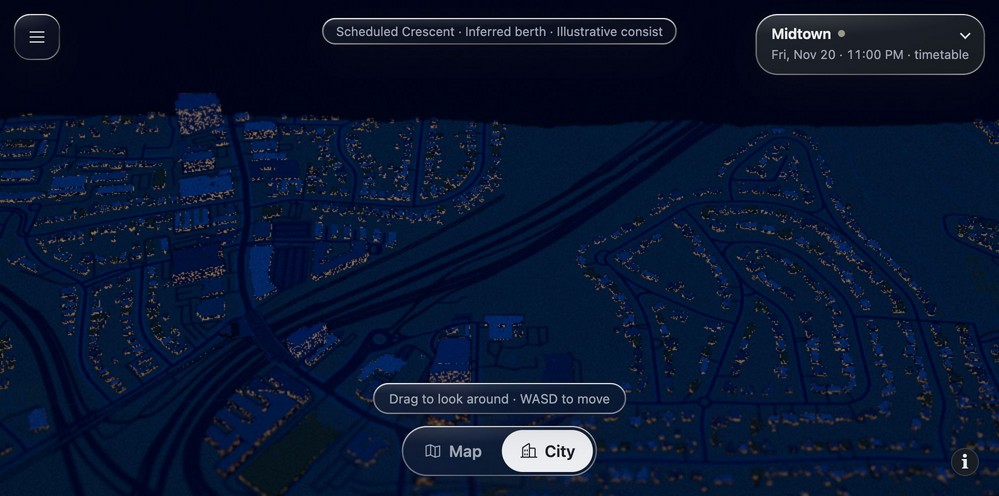 Scheduled Crescent · Inferred berth · Illustrative consist
Midtown
Fri, Nov 20 · 11:00 PM · timetable
Drag to look around · WASD to move
Map
City
i